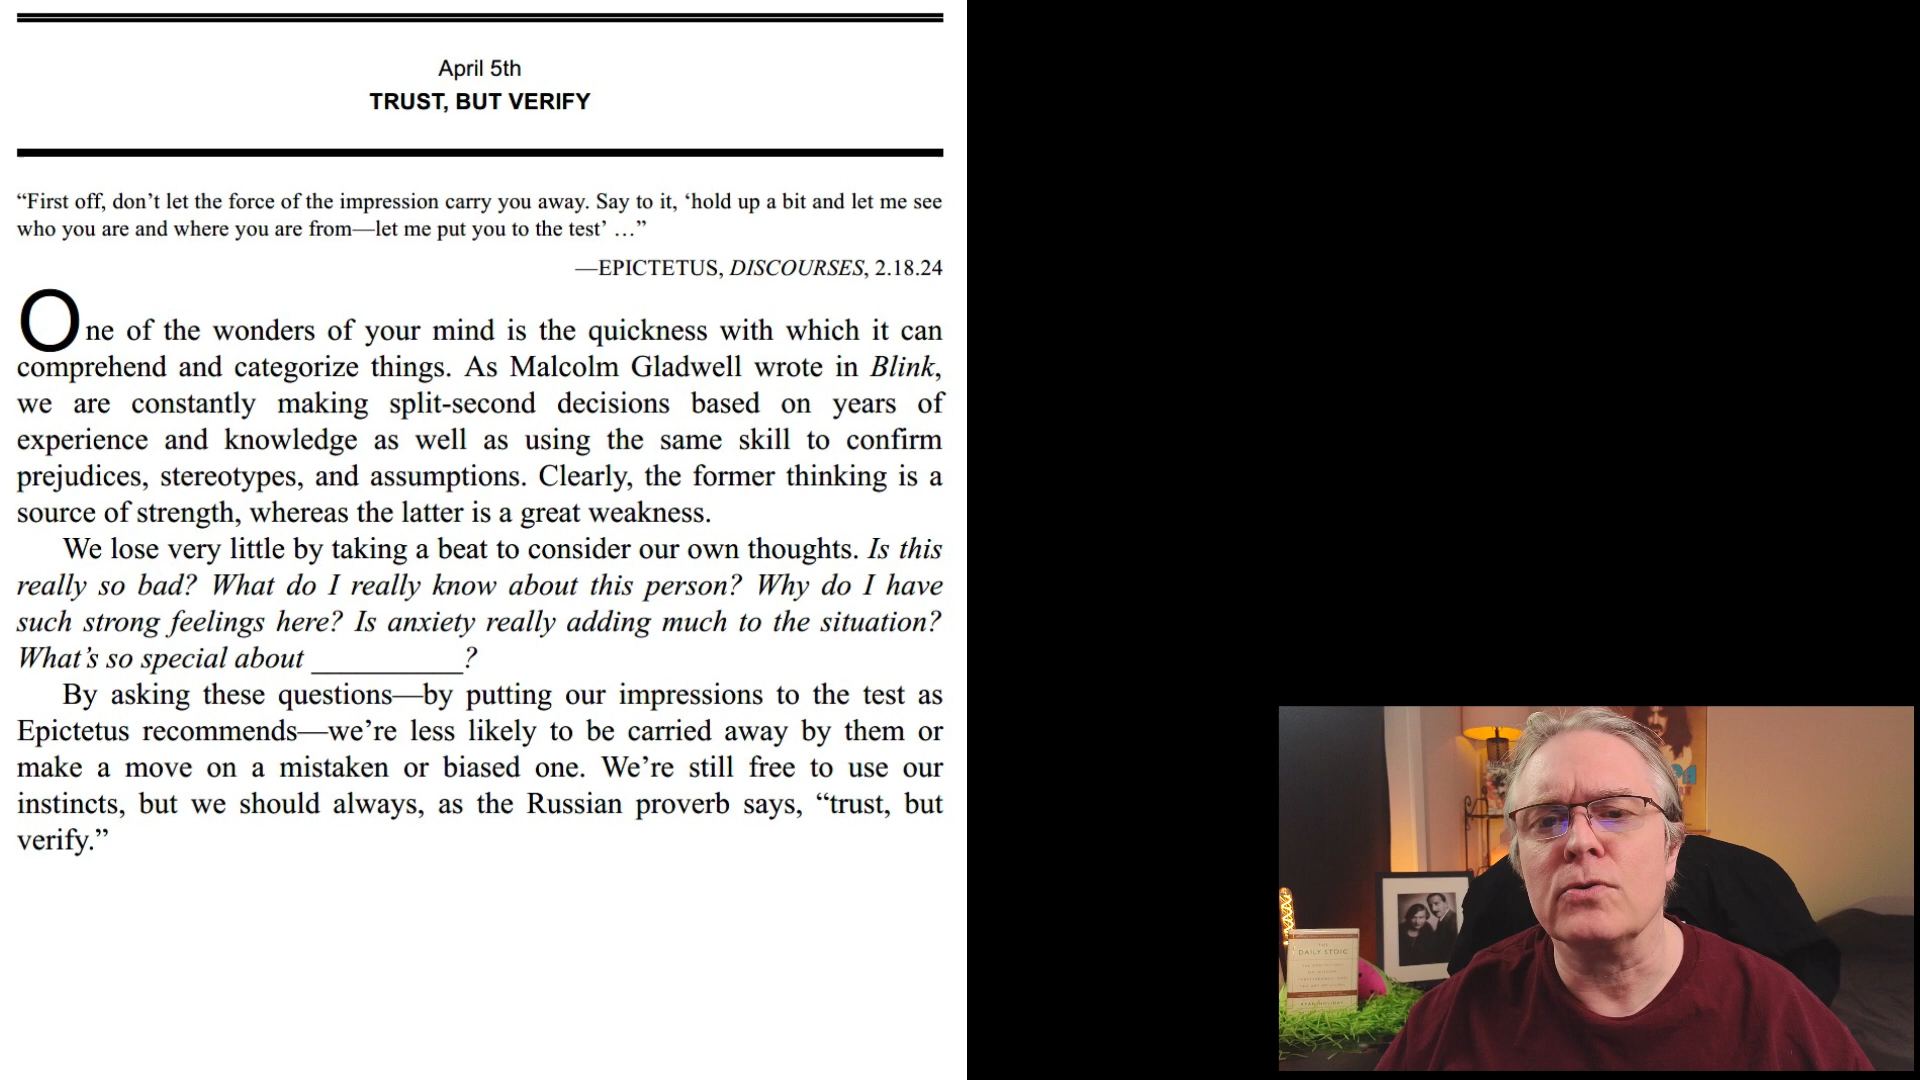 April 5th
TRUST, BUT VERIFY
“First off, don’t let the force of the impression carry you away. Say to it, ‘hold up a bit and let me see
who you are and where you are from—let me put you to the test’ …”
—EPICTETUS, DISCOURSES, 2.18.24
One of the wonders of your mind is the quickness with which it can
comprehend and categorize things. As Malcolm Gladwell wrote in Blink,
we are constantly making split-second decisions based on years of
experience and knowledge as well as using the same skill to confirm
prejudices, stereotypes, and assumptions. Clearly, the former thinking is a
source of strength, whereas the latter is a great weakness.
We lose very little by taking a beat to consider our own thoughts. Is this
really so bad? What do I really know about this person? Why do I have
such strong feelings here? Is anxiety really adding much to the situation?
What’s so special about __________?
By asking these questions—by putting our impressions to the test as
Epictetus recommends—we’re less likely to be carried away by them or
make a move on a mistaken or biased one. We’re still free to use our
instincts, but we should always, as the Russian proverb says, “trust, but
verify.”
THE
DAILY STOIC
RYAN HOLIDAY